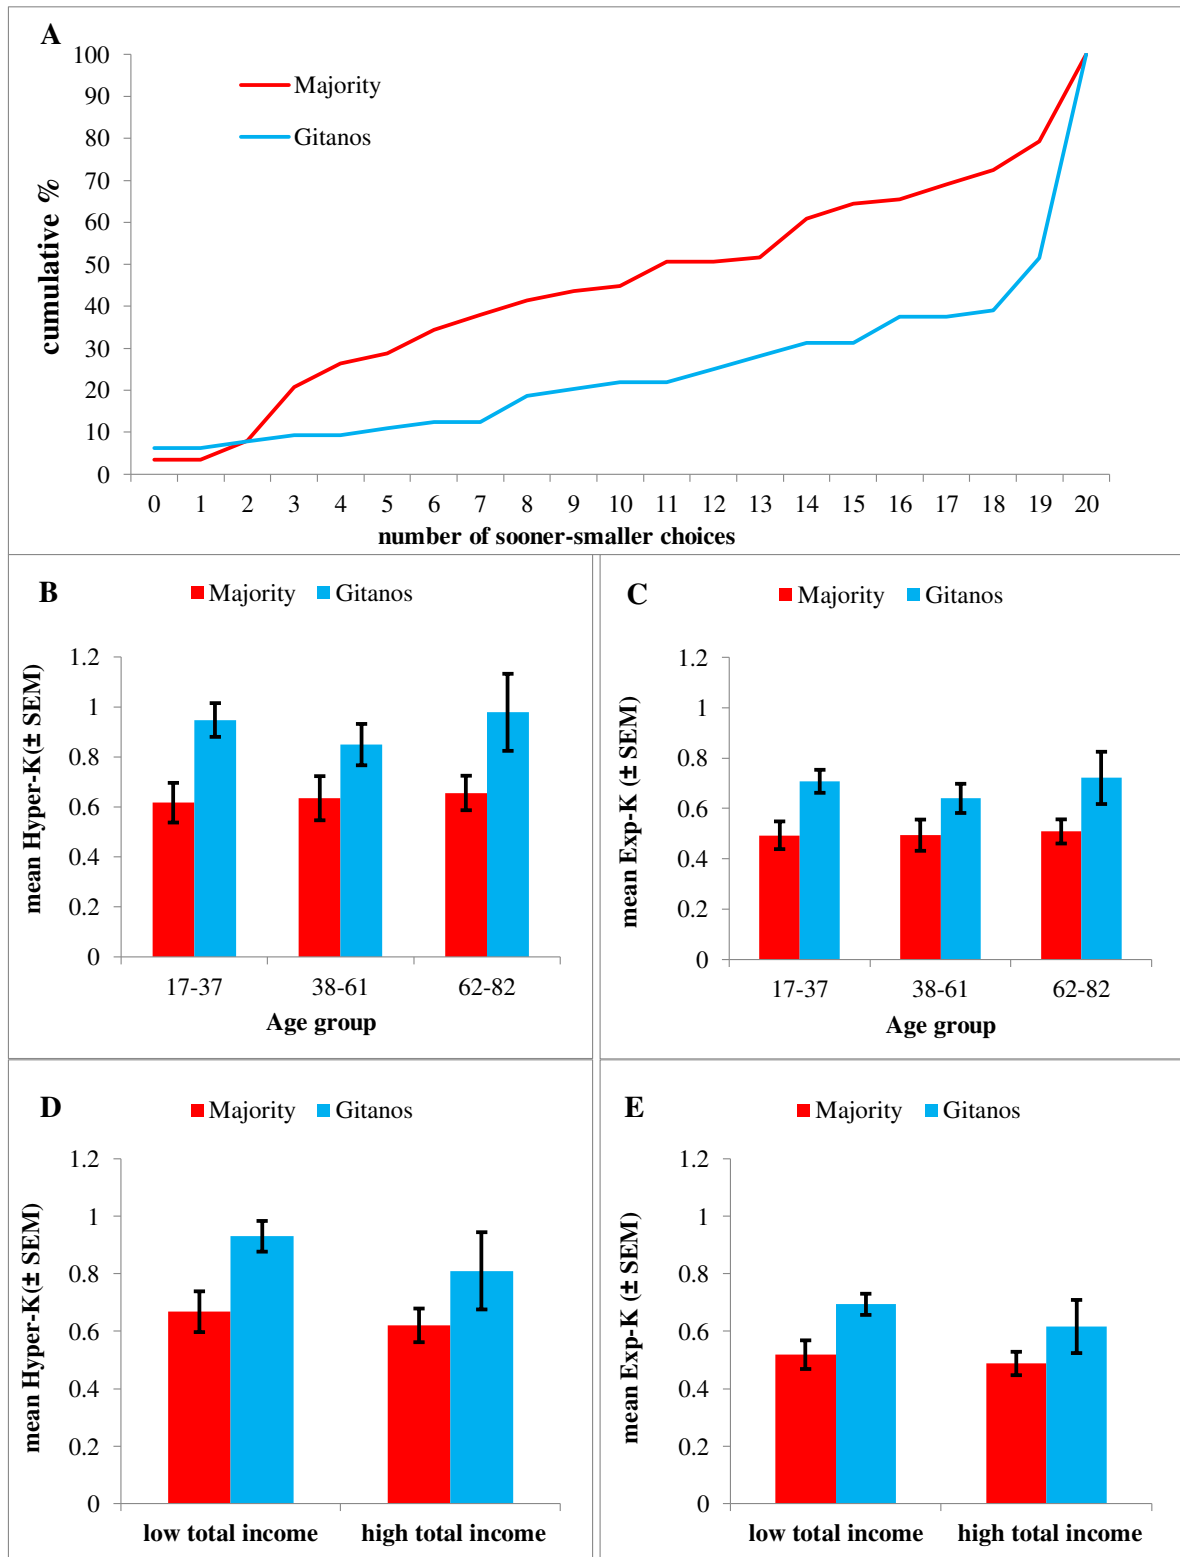 A
100
90
80
70
60
50
40
30
20
10
0
cumulative %
Majority
Gitanos
0 1 2 3 4 5 6 7 8 9 10 11 12 13 14 15 16 17 18 19 20
number of sooner-smaller choices
B
Majority Gitanos
mean Hyper-K(± SEM)
1.2
1
0.8
0.6
0.4
0.2
0
17-37 38-61 62-82
Age group
C
Majority Gitanos
mean Exp-K (± SEM)
1.2
1
0.8
0.6
0.4
0.2
0
17-37 38-61 62-82
Age group
D
Majority Gitanos
mean Hyper-K(± SEM)
1.2
1
0.8
0.6
0.4
0.2
0
low total income high total income
E
Majority Gitanos
mean Exp-K (± SEM)
1.2
1
0.8
0.6
0.4
0.2
0
low total income high total income